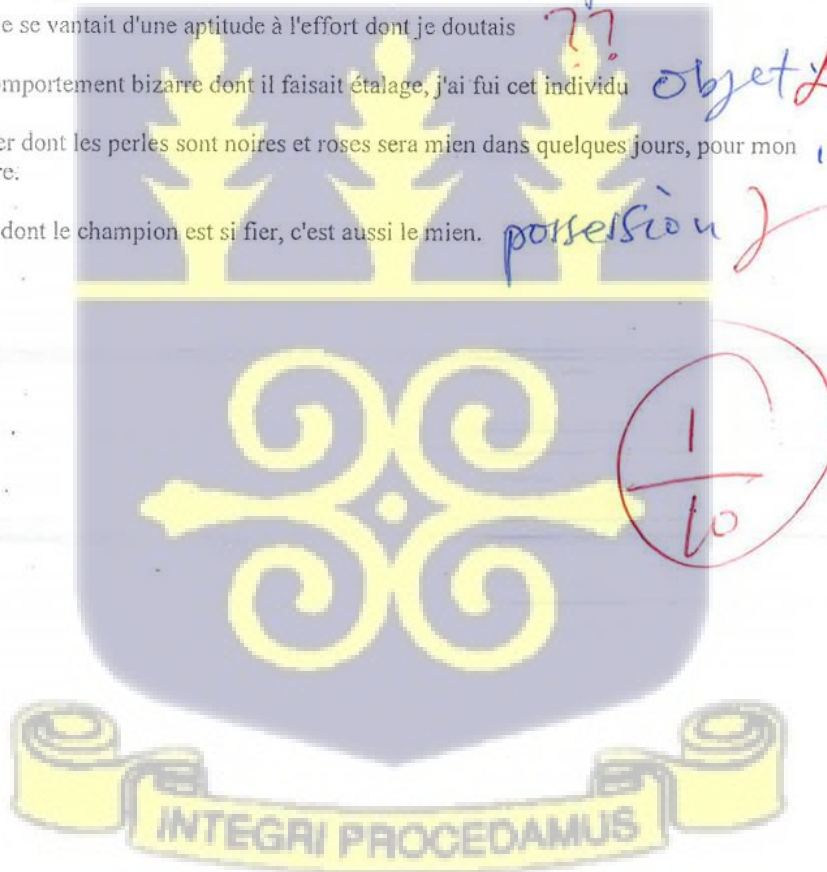 e se vantait d'une aptitude à l'effort dont je doutais ??
omportement bizarre dont il faisait étalage, j'ai fui cet individu objet
er dont les perles sont noires et roses sera mien dans quelques jours, pour mon
re.
dont le champion est si fier, c'est aussi le mien. possession
1
10
INTEGRI PROCEDAMUS